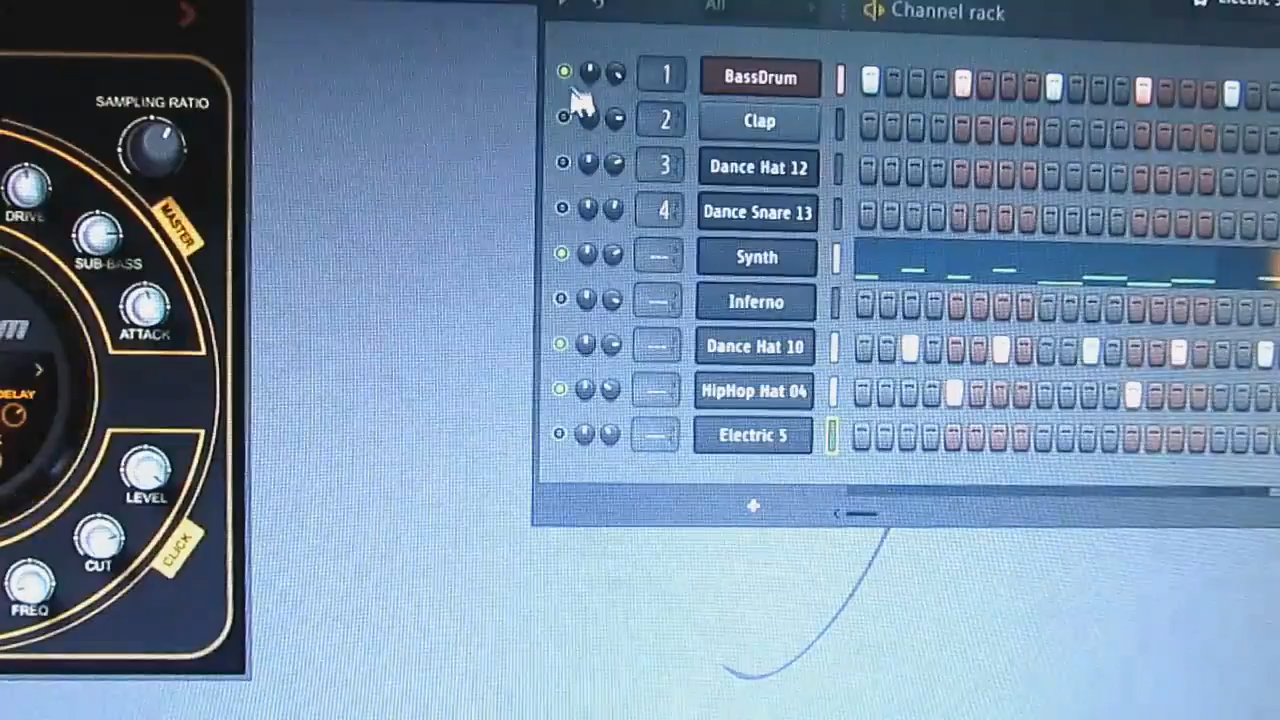 All
Channel rack
SAMPLING RATIO
DRIVE
MASTER
SUB-BASS
ATTACK
LEVEL
CUT
CLICK
FREQ
1 BassDrum
2 Clap
3 Dance Hat 12
4 Dance Snare 13
--- Synth
--- Inferno
--- Dance Hat 10
--- HipHop Hat 04
--- Electric 5
+